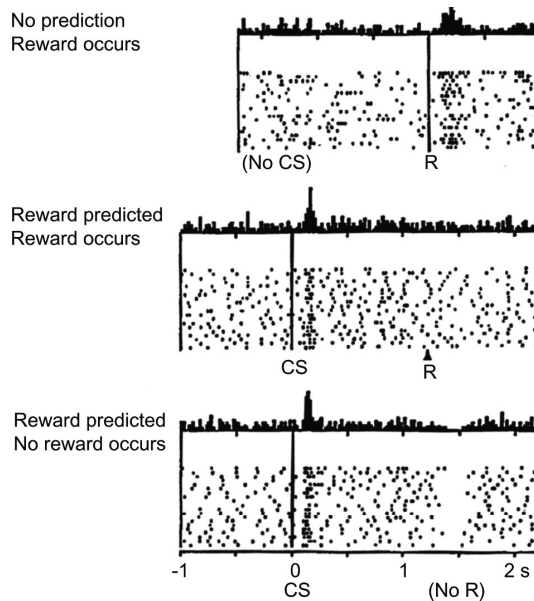 No prediction
Reward occurs
(No CS)
R
Reward predicted
Reward occurs
CS
R
Reward predicted
No reward occurs
-1
0
1
2 s
CS
(No R)